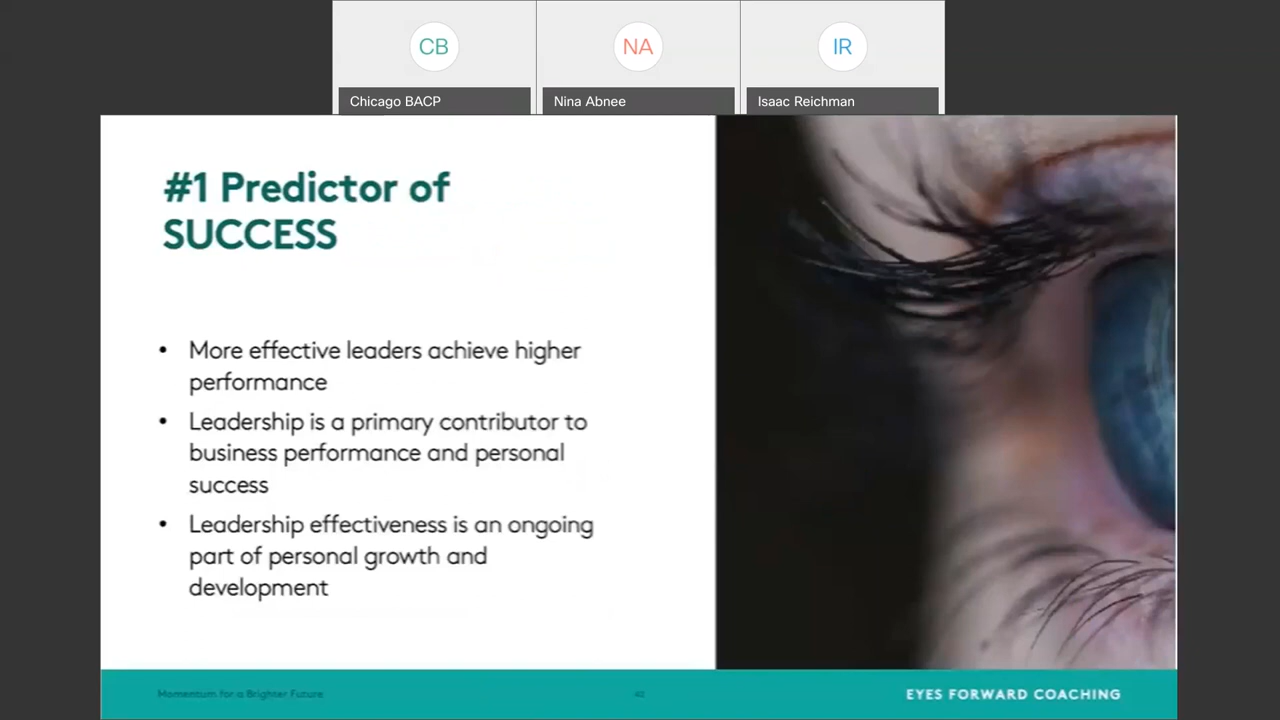 CB
NA
IR
Chicago BACP
Nina Abnee
Isaac Reichman
#1 Predictor of
SUCCESS
• More effective leaders achieve higher
performance
• Leadership is a primary contributor to
business performance and personal
success
• Leadership effectiveness is an ongoing
part of personal growth and
development
Momentum for a Brighter Future
EYES FORWARD COACHING